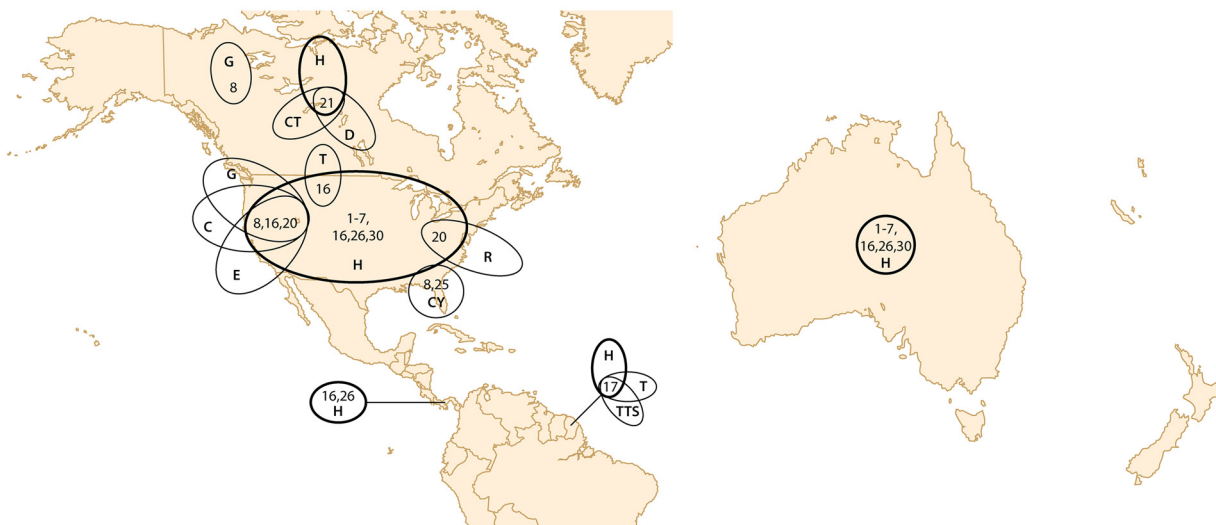 G
8
H
21
CT
D
T
16
G
C
E
8,16,20
1-7,
16,26,30
H
20
R
8,25
CY
16,26
H
H
17
T
TTS
1-7,
16,26,30
H